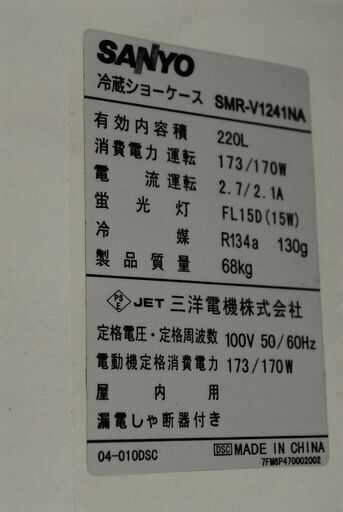 SANYO
冷蔵ショーケース SMR-V1241NA
有効内容積 220L
消費電力 運転 173/170W
電流運転 2.7/2.1A
蛍光灯 FL15D(15W)
冷媒 R134a 130g
製品質量 68kg
PS E JET 三洋電機株式会社
定格電圧・定格周波数 100V 50/60Hz
電動機定格消費電力 173/170W
屋内用
漏電しゃ断器付き
04-010DSC DSC MADE IN CHINA
7FM6P470002002